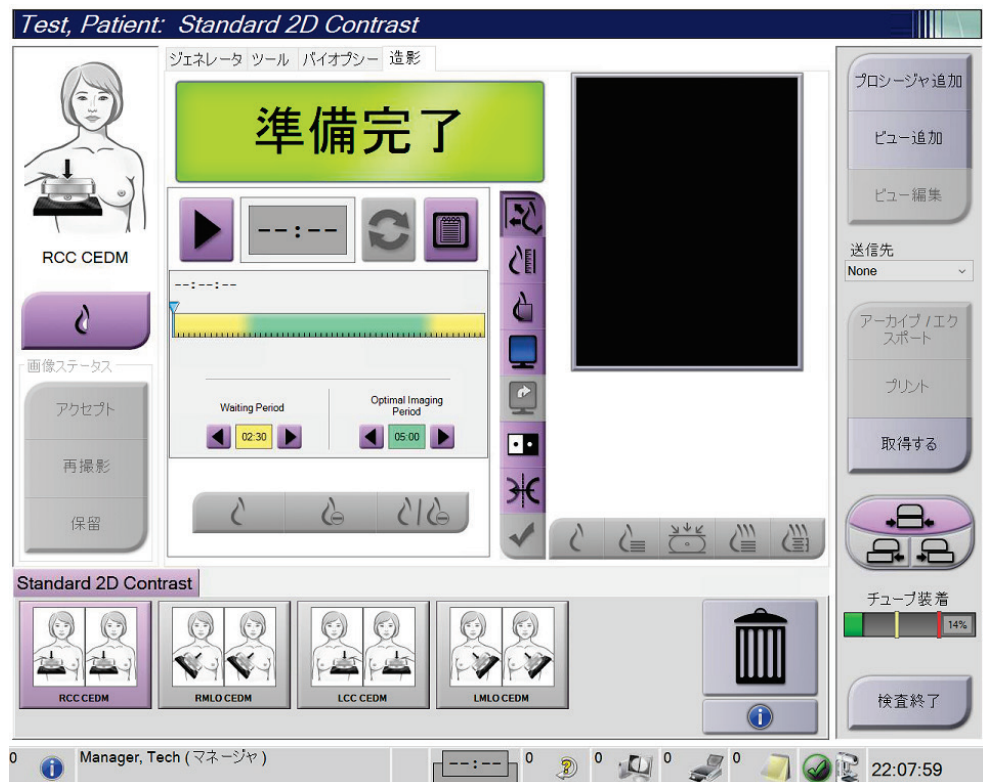 Test, Patient:  Standard 2D Contrast
ジェネレータ ツール バイオプシー 造影
準備完了
--:--
RCC CEDM
--:--:--
画像ステータス
アクセプト
再撮影
保留
Waiting Period
Optimal Imaging
Period
02:30
05:00
プロシージャ追加
ビュー追加
ビュー編集
送信先
None
アーカイブ / エク
スポート
プリント
取得する
チューブ装着
14%
検査終了
Standard 2D Contrast
RCC CEDM
RMLO CEDM
LCC CEDM
LMLO CEDM
0
Manager, Tech (マネージャ)
--:--
0
0
0
0
22:07:59